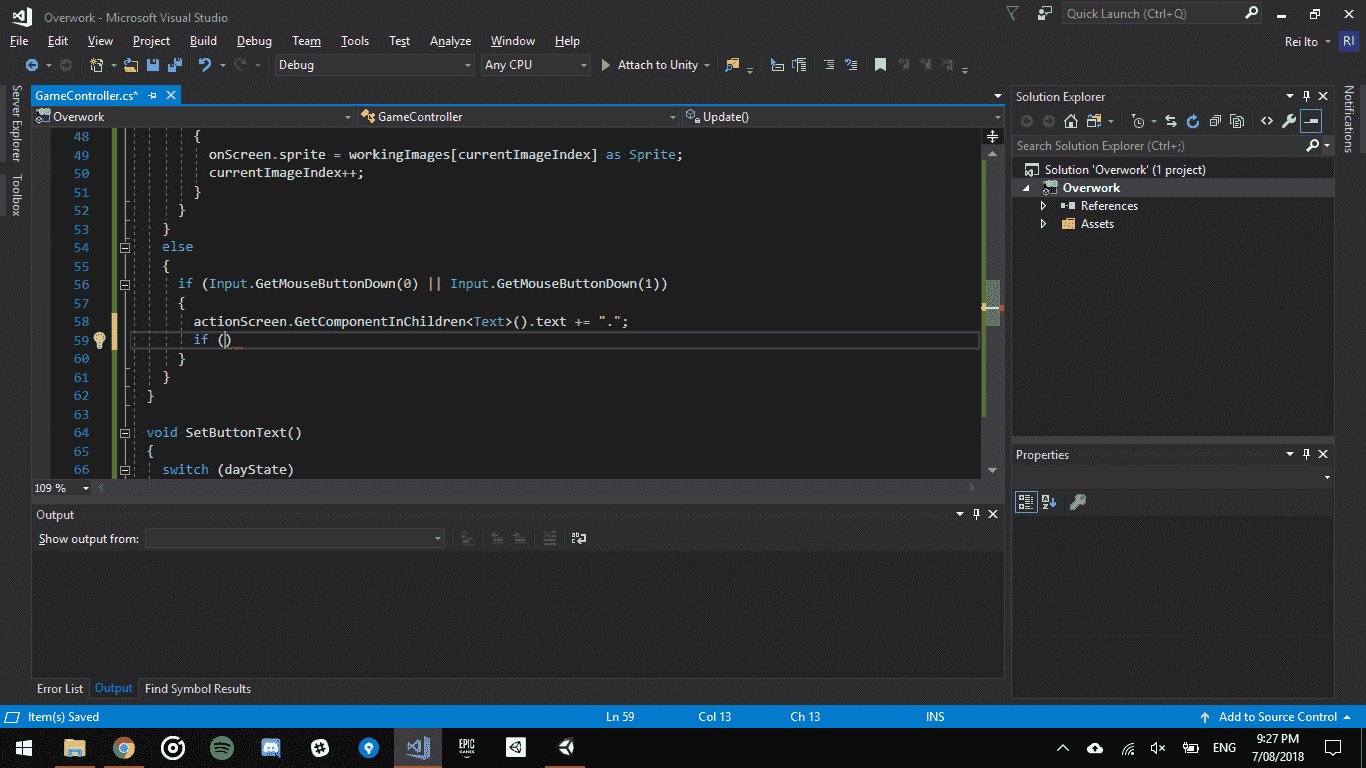 Overwork - Microsoft Visual Studio
Quick Launch (Ctrl+Q)
File Edit View Project Build Debug Team Tools Test Analyze Window Help
Rei Ito RI
Debug Any CPU Attach to Unity
Server Explorer
Toolbox
GameController.cs*
Overwork GameController Update()
48 {
49 onScreen.sprite = workingImages[currentImageIndex] as Sprite;
50 currentImageIndex++;
51 }
52 }
53 }
54 else
55 {
56 if (Input.GetMouseButtonDown(0) || Input.GetMouseButtonDown(1))
57 {
58 actionScreen.GetComponentInChildren<Text>().text += ".";
59 if ()
60 }
61 }
62 }
63
64 void SetButtonText()
65 {
66 switch (dayState)
109 %
Output
Show output from:
Error List Output Find Symbol Results
Solution Explorer
Search Solution Explorer (Ctrl+;)
Solution 'Overwork' (1 project)
Overwork
References
Assets
Properties
Notifications
Item(s) Saved Ln 59 Col 13 Ch 13 INS Add to Source Control
EPIC GAMES
ENG 9:27 PM
7/08/2018